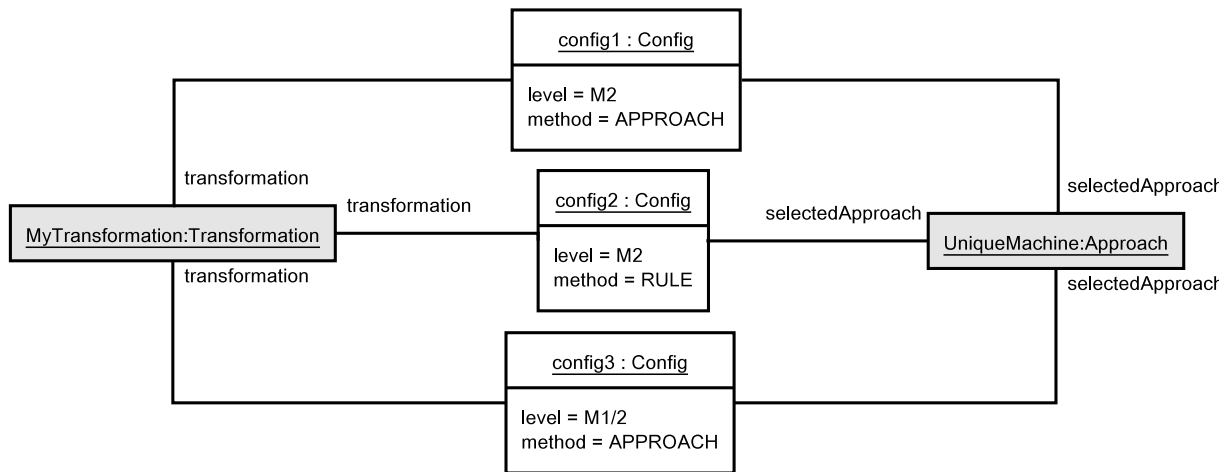 config1 : Config
level = M2
method = APPROACH
transformation
selectedApproach
transformation
config2 : Config
selectedApproach
MyTransformation:Transformation
UniqueMachine:Approach
level = M2
method = RULE
transformation
selectedApproach
config3 : Config
level = M1/2
method = APPROACH